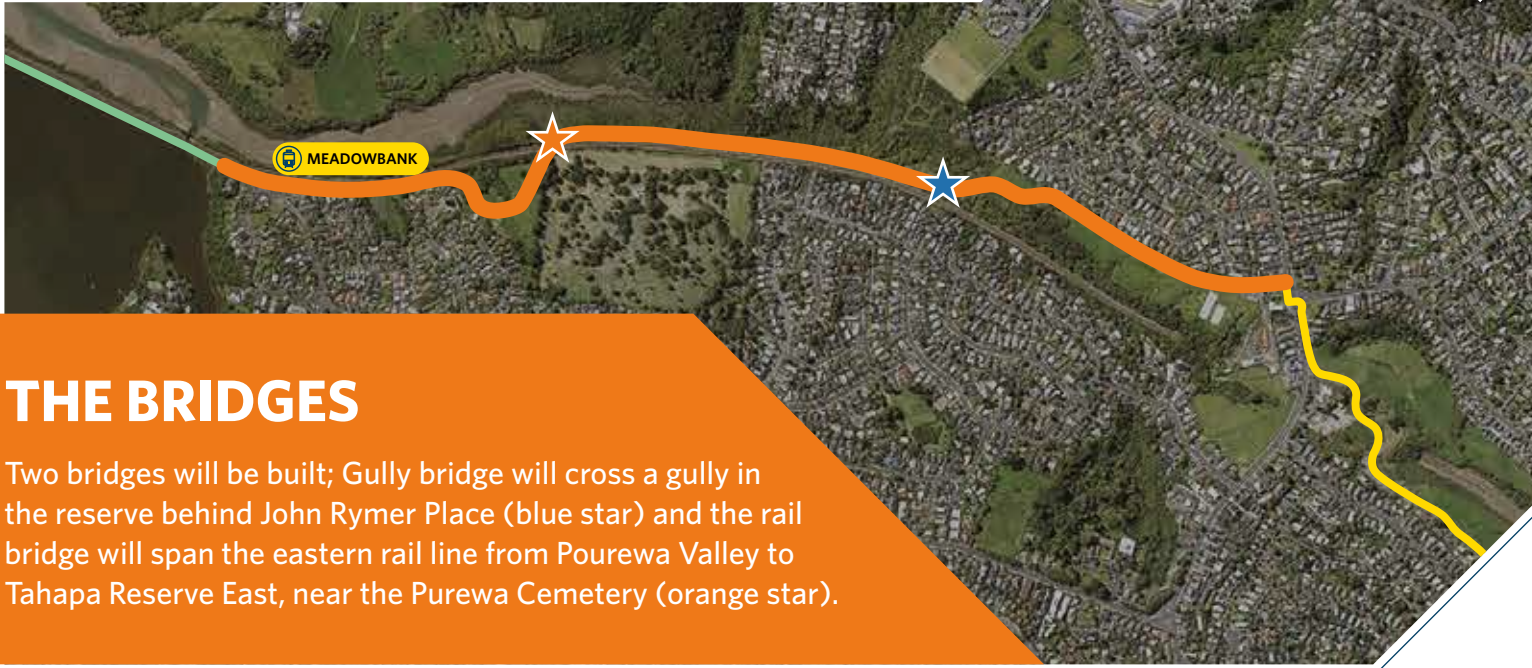 MEADOWBANK
THE BRIDGES
Two bridges will be built; Gully bridge will cross a gully in
the reserve behind John Rymer Place (blue star) and the rail
bridge will span the eastern rail line from Pourewa Valley to
Tahapa Reserve East, near the Purewa Cemetery (orange star).